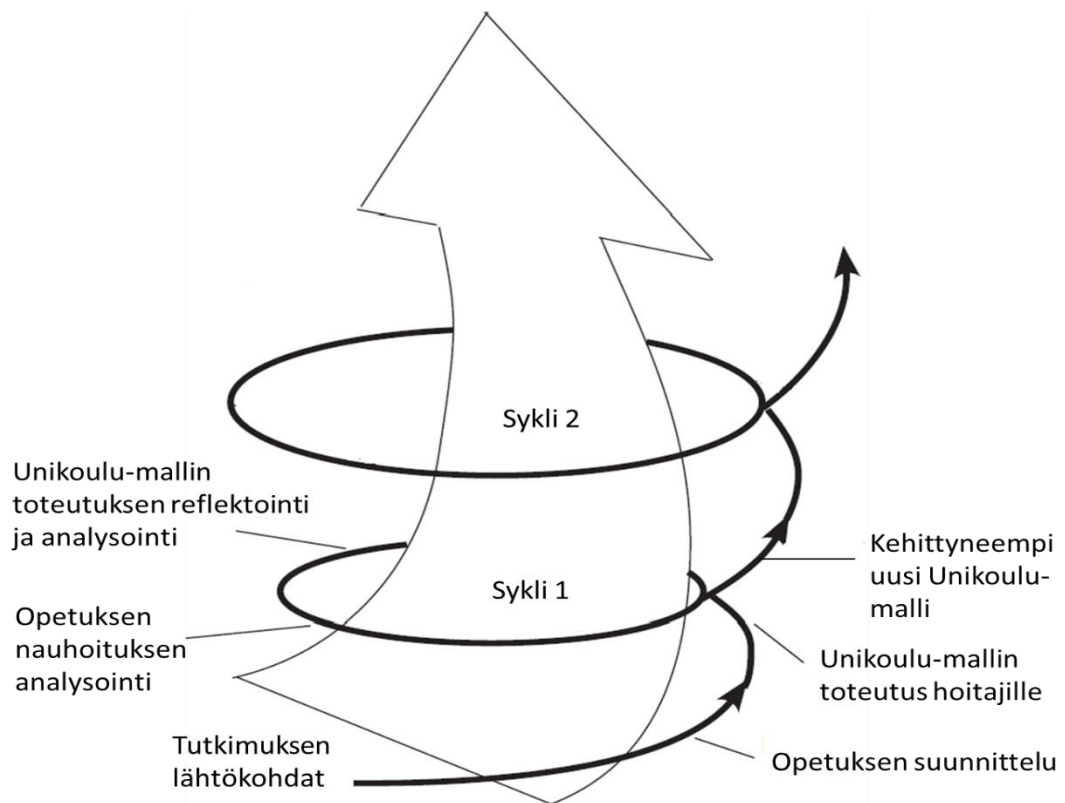 Sykli 2
Unikoulu-mallin
toteutuksen reflektointi
ja analysointi
Sykli 1
Kehittyneempi
uusi Unikoulu-
malli
Opetuksen
nauhoituksen
analysointi
Unikoulu-mallin
toteutus hoitajille
Tutkimuksen
lähtökohdat
Opetuksen suunnittelu